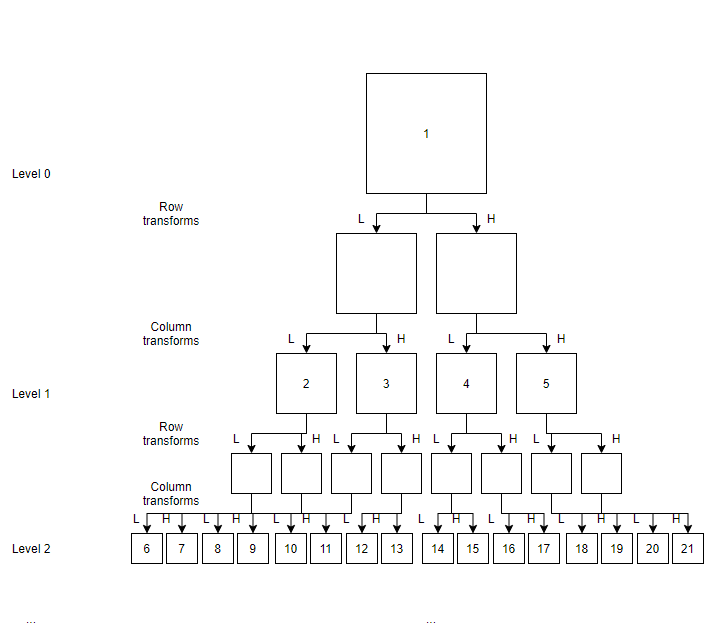 1
Level 0
Row
transforms
L H
Column
transforms
L H L H
2 3 4 5
Level 1
Row
transforms
L H L H L H L H
Column
transforms
L H L H L H L H L H L H L H L H
Level 2
6 7 8 9 10 11 12 13 14 15 16 17 18 19 20 21
... ...